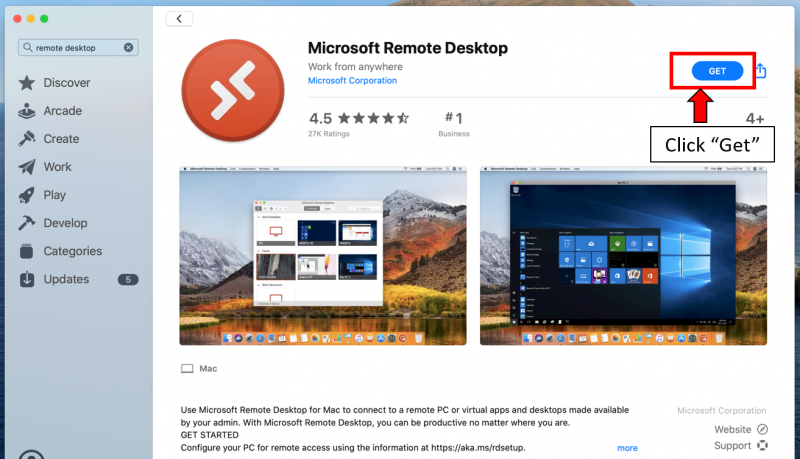 remote desktop
Discover
Arcade
Create
Work
Play
Develop
Categories
Updates 5
Microsoft Remote Desktop
Work from anywhere
Microsoft Corporation
GET
4.5
27K Ratings
#1
Business
4+
Click “Get”
Mac
Use Microsoft Remote Desktop for Mac to connect to a remote PC or virtual apps and desktops made available
by your admin. With Microsoft Remote Desktop, you can be productive no matter where you are.
GET STARTED
Configure your PC for remote access using the information at https://aka.ms/rdsetup.
more
Microsoft Corporation
Website
Support